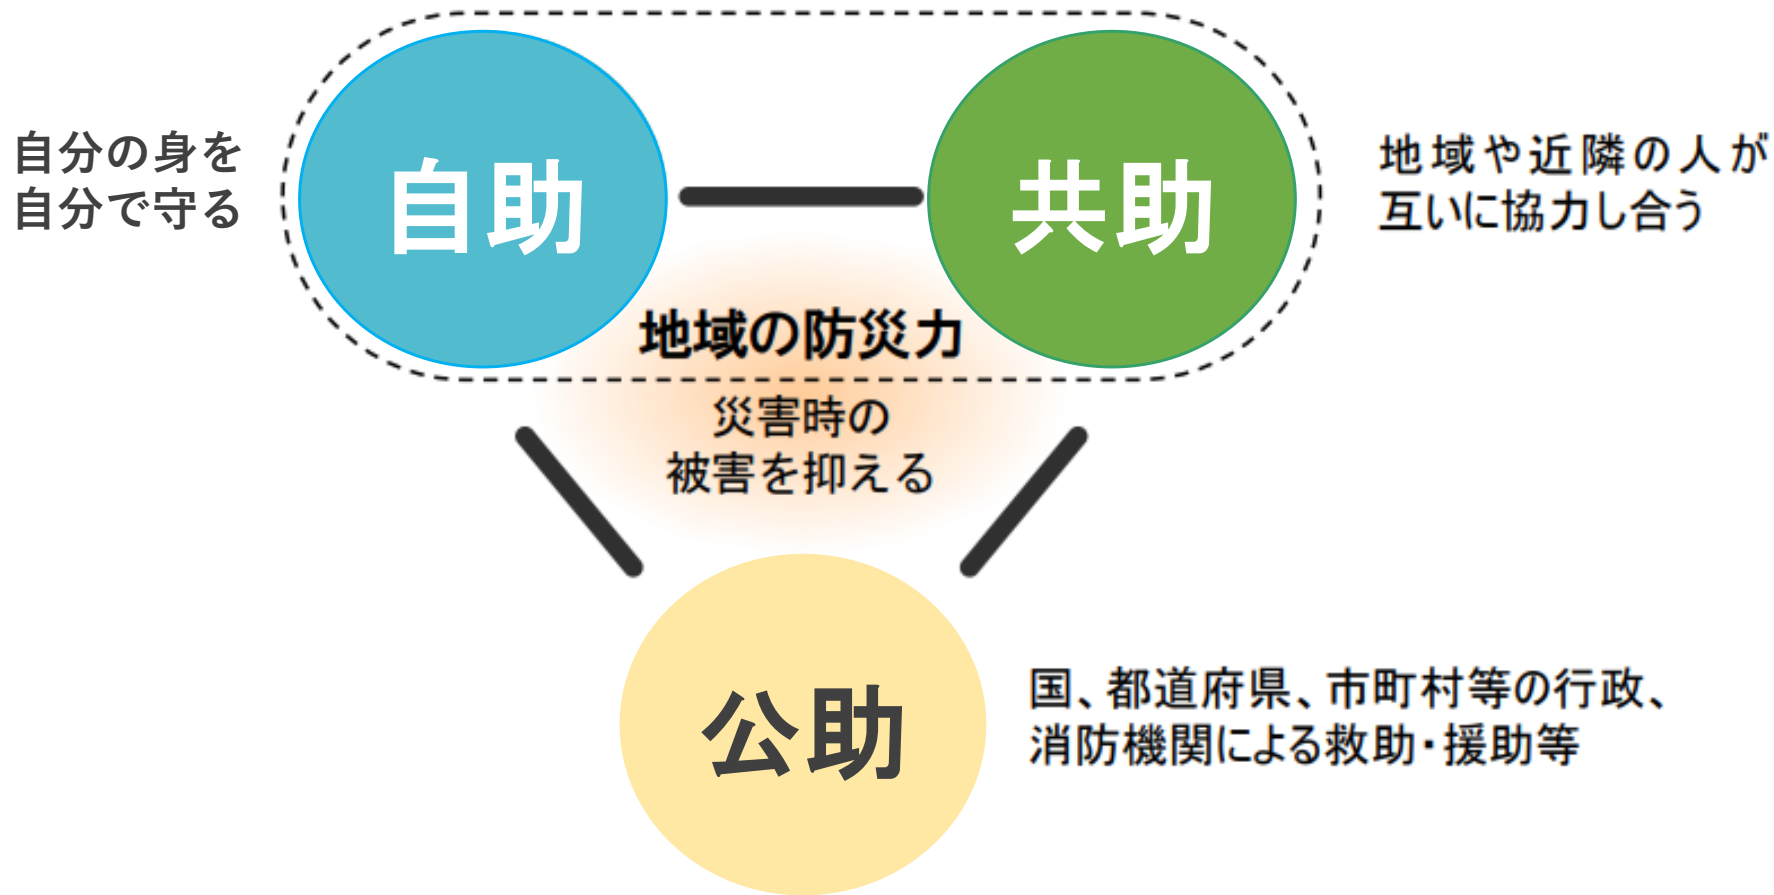 自分の身を
自分で守る
自助
共助
地域や近隣の人が
互いに協力し合う
地域の防災力
災害時の
被害を抑える
公助
国、都道府県、市町村等の行政、
消防機関による救助・援助等